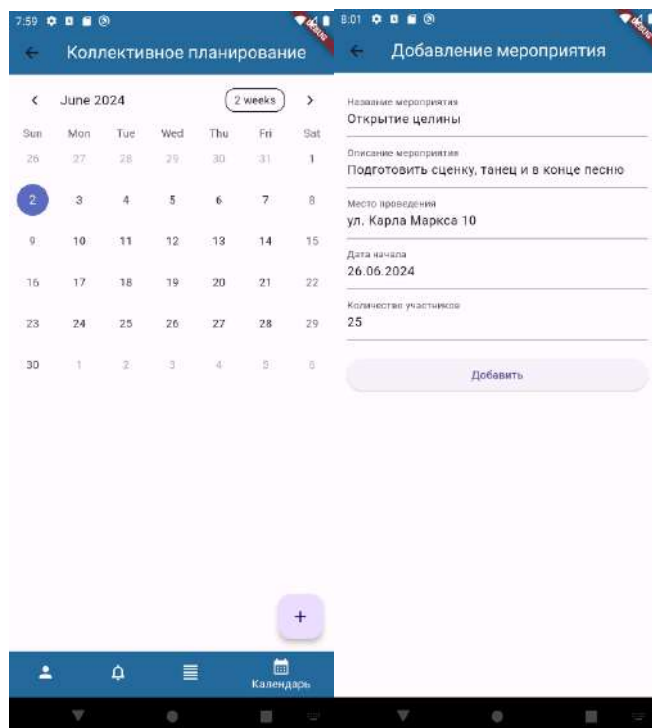 7:59
debug
Коллективное планирование
June 2024
2 weeks
Sun Mon Tue Wed Thu Fri Sat
26 27 28 29 30 31 1
2 3 4 5 6 7 8
9 10 11 12 13 14 15
16 17 18 19 20 21 22
23 24 25 26 27 28 29
30 1 2 3 4 5 6
+
Календарь
8:01
debug
Добавление мероприятия
Название мероприятия
Открытие целины
Описание мероприятия
Подготовить сценку, танец и в конце песню
Место проведения
ул. Карла Маркса 10
Дата начала
26.06.2024
Количество участников
25
Добавить